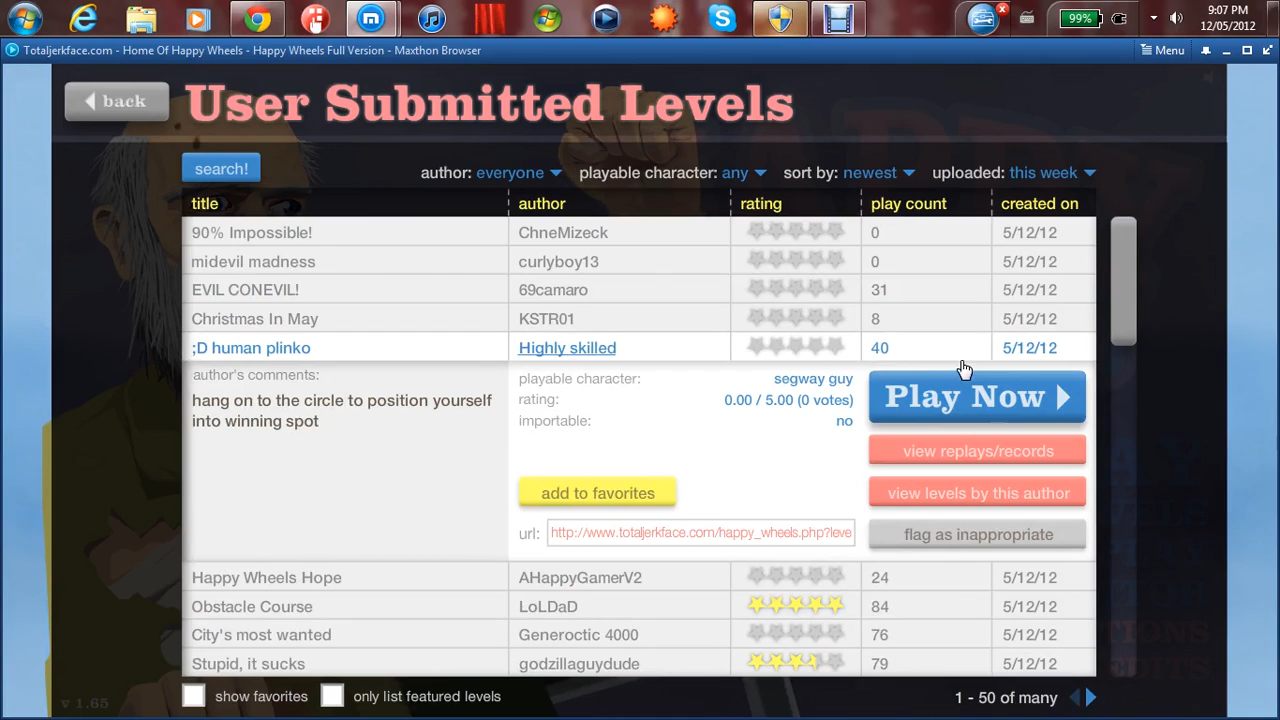 99%
9:07 PM
12/05/2012
Totaljerkface.com - Home Of Happy Wheels - Happy Wheels Full Version - Maxthon Browser
Menu
back
User Submitted Levels
search!
author: everyone
playable character: any
sort by: newest
uploaded: this week
title author rating play count created on
90% Impossible! ChneMizeck 0 5/12/12
midevil madness curlyboy13 0 5/12/12
EVIL CONEVIL! 69camaro 31 5/12/12
Christmas In May KSTR01 8 5/12/12
;D human plinko Highly skilled 40 5/12/12
author's comments:
hang on to the circle to position yourself
into winning spot
playable character: segway guy
rating: 0.00 / 5.00 (0 votes)
importable: no
add to favorites
url: http://www.totaljerkface.com/happy_wheels.php?leve
Play Now
view replays/records
view levels by this author
flag as inappropriate
Happy Wheels Hope AHappyGamerV2 24 5/12/12
Obstacle Course LoLDaD 84 5/12/12
City's most wanted Generoctic 4000 76 5/12/12
Stupid, it sucks godzillaguydude 79 5/12/12
show favorites
only list featured levels
1 - 50 of many
v 1.65